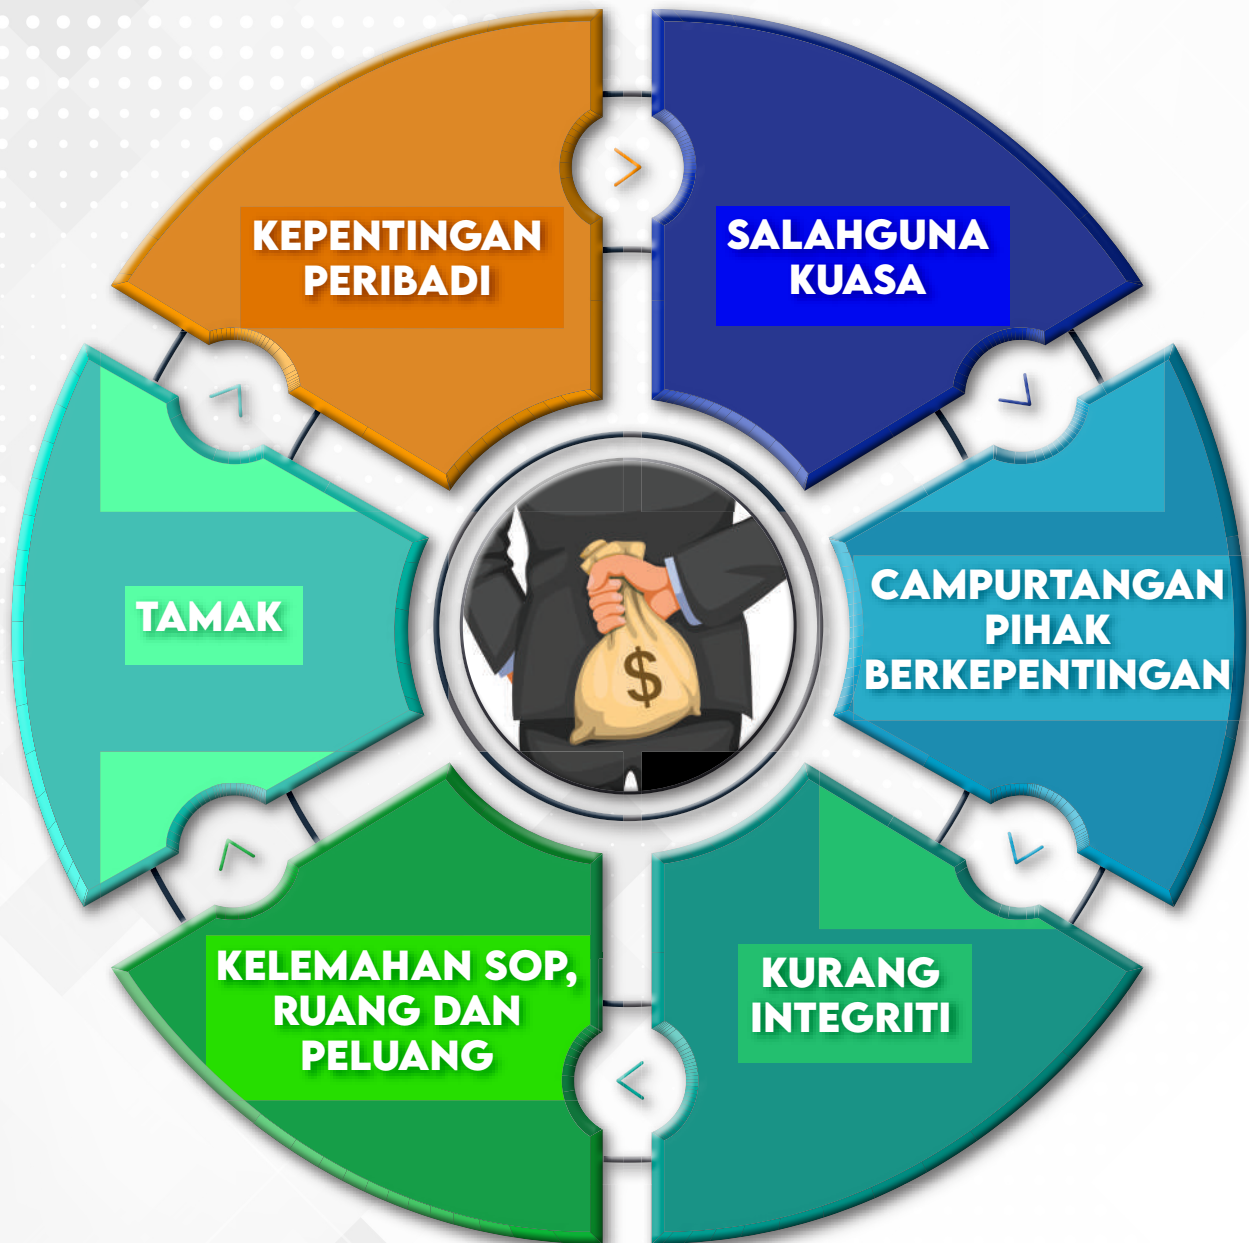 KEPENTINGAN
PERIBADI
SALAHGUNA
KUASA
CAMPURTANGAN
PIHAK
BERKEPENTINGAN
KURANG
INTEGRITI
KELEMAHAN SOP,
RUANG DAN
PELUANG
TAMAK
$